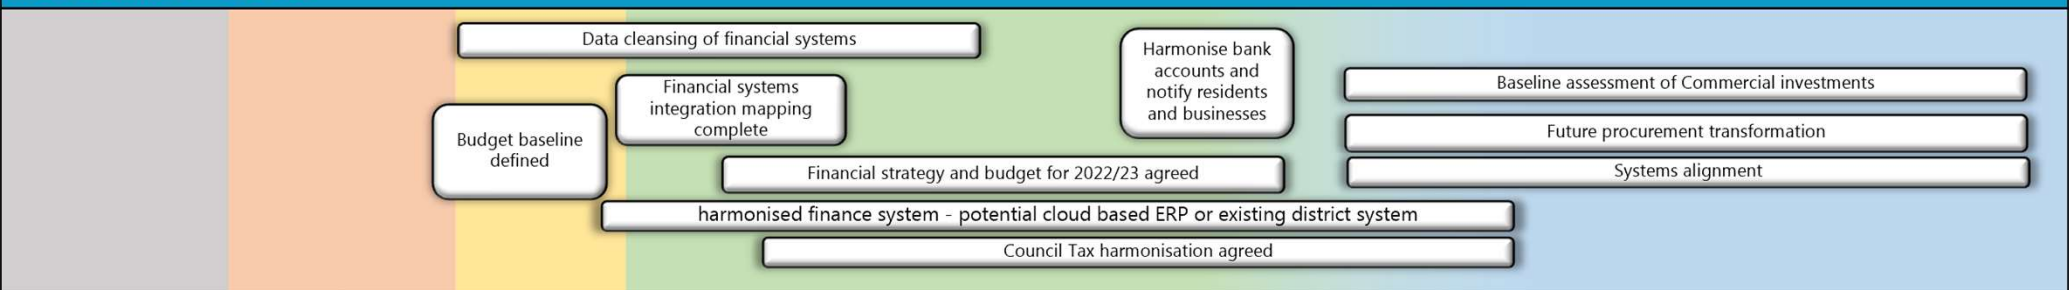 Data cleansing of financial systems
Harmonise bank
accounts and
notify residents
and businesses
Financial systems
integration mapping
complete
Baseline assessment of Commercial investments
Budget baseline
defined
Future procurement transformation
Financial strategy and budget for 2022/23 agreed
Systems alignment
harmonised finance system - potential cloud based ERP or existing district system
Council Tax harmonisation agreed